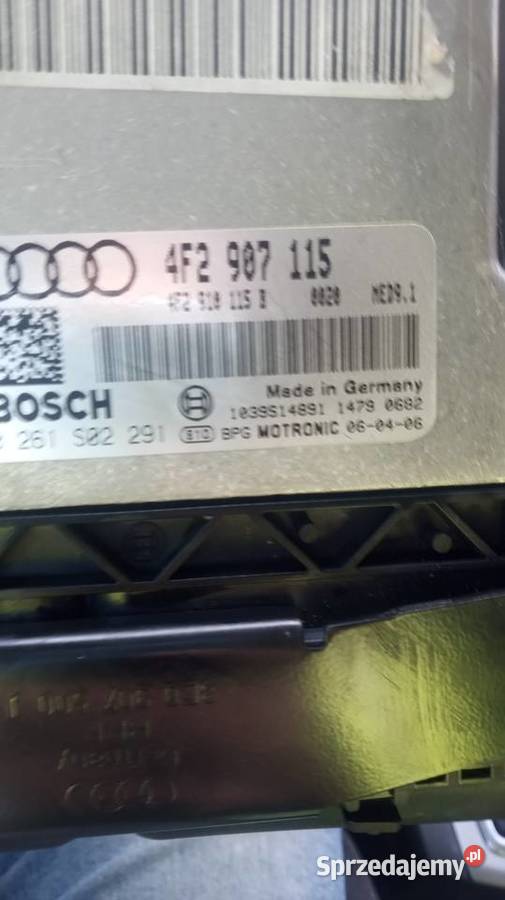 4F2 907 115
4F2 910 115 B 0020 MED9.1
BOSCH
Made in Germany
1039S14891 1479 0682
261 S02 291 BPG MOTRONIC 06-04-06
Sprzedajemy.pl